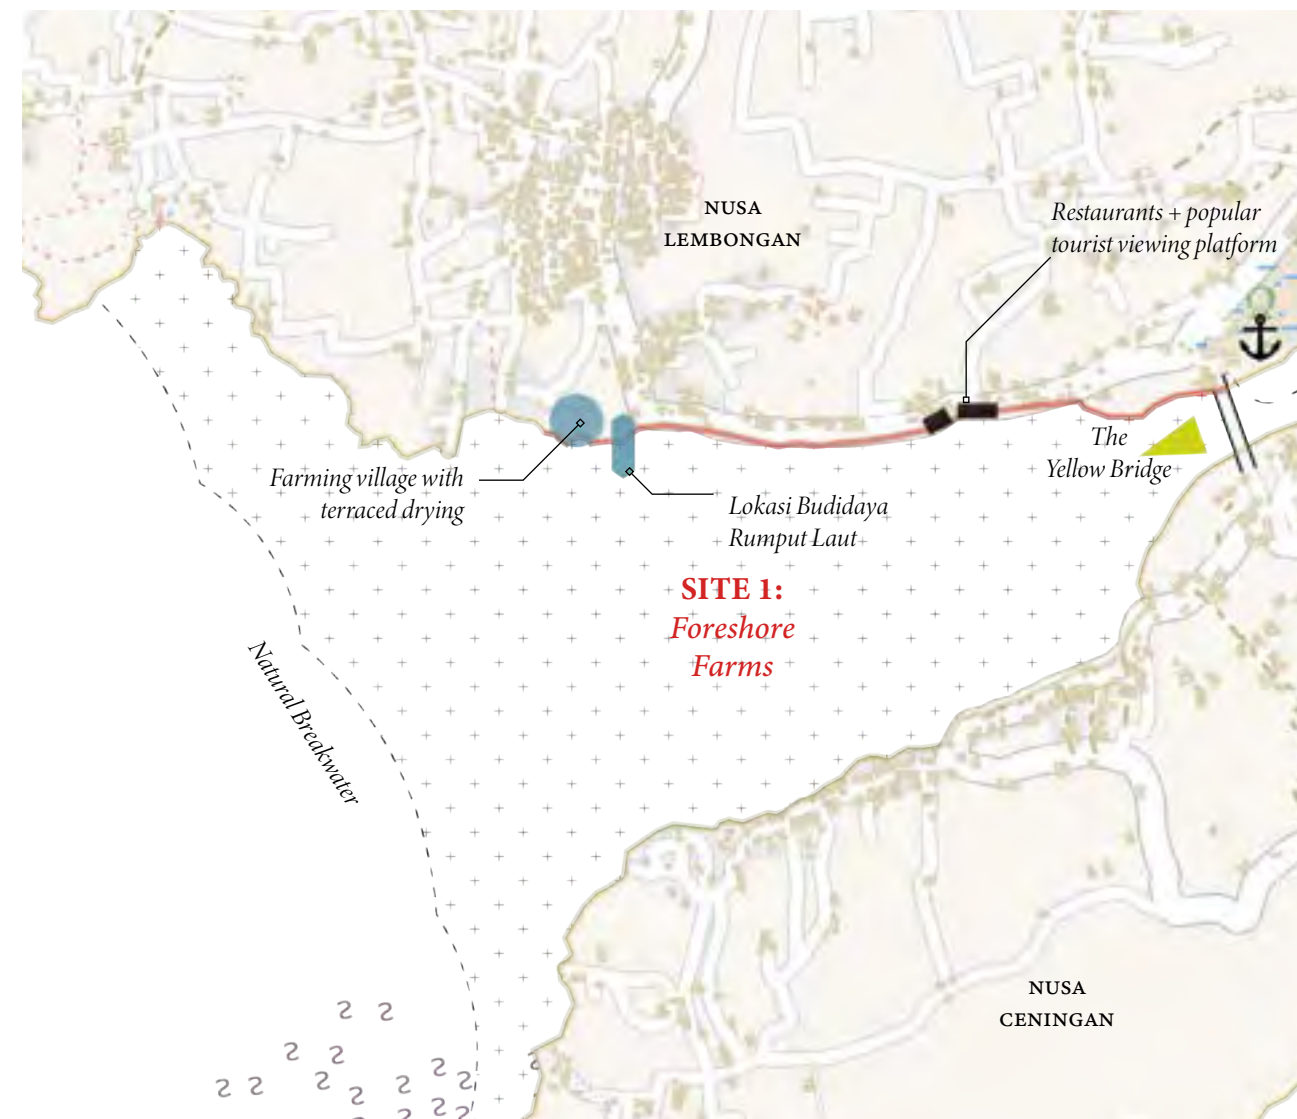 NUSA
LEMBONGAN
Restaurants + popular
tourist viewing platform
The
Yellow Bridge
Farming village with
terraced drying
Lokasi Budidaya
Rumput Laut
SITE 1:
Foreshore
Farms
Natural Breakwater
NUSA
CENINGAN